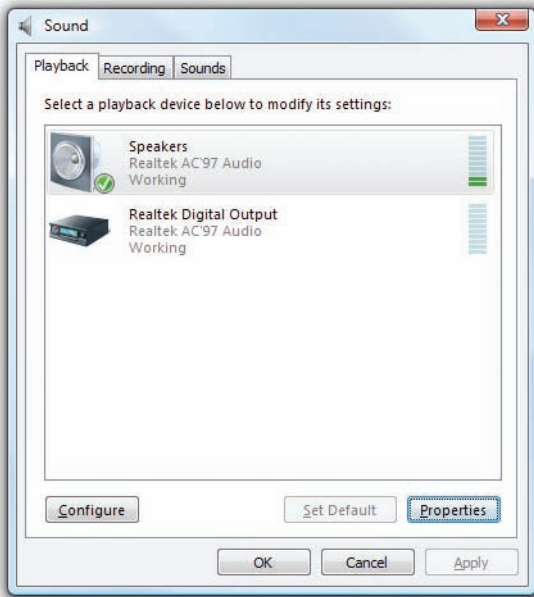 Sound
Playback Recording Sounds
Select a playback device below to modify its settings:
Speakers
Realtek AC'97 Audio
Working
Realtek Digital Output
Realtek AC'97 Audio
Working
Configure Set Default Properties
OK Cancel Apply